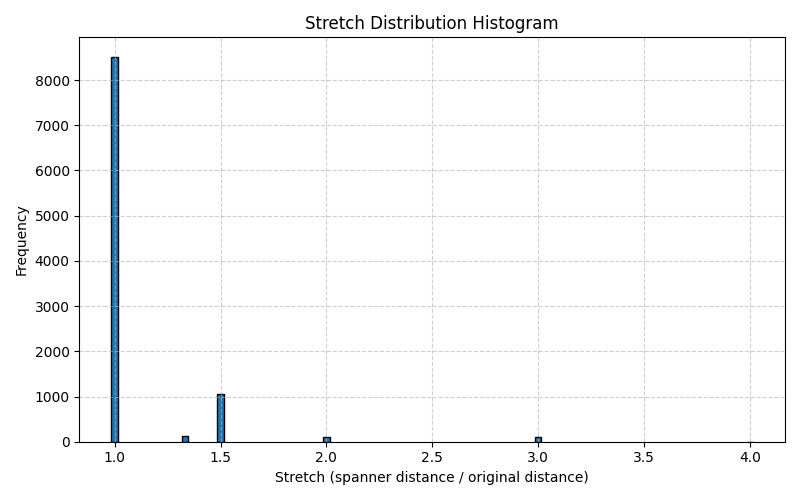 Stretch Distribution Histogram
8000
7000
6000
5000
4000
3000
2000
1000
0
Frequency
1.0 1.5 2.0 2.5 3.0 3.5 4.0
Stretch (spanner distance / original distance)